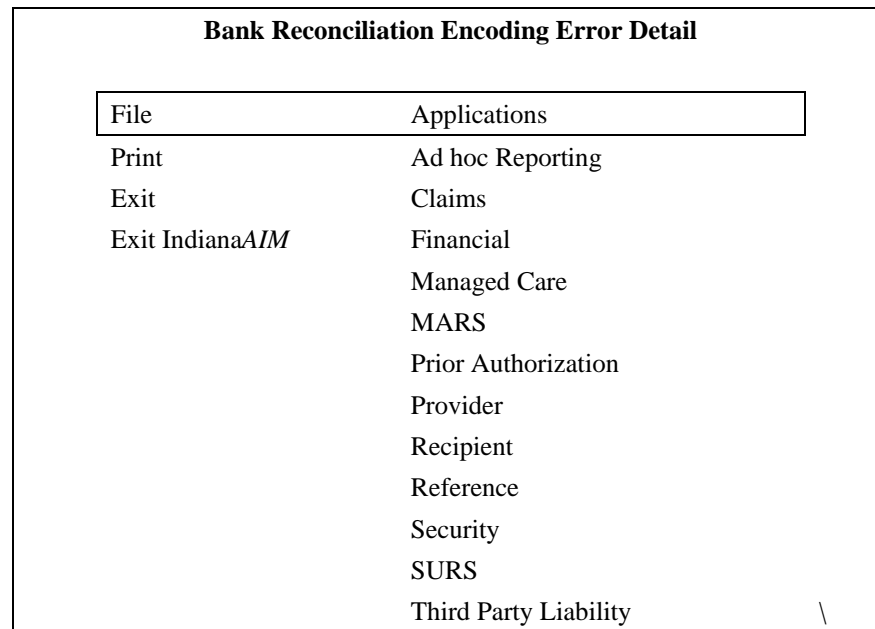 Bank Reconciliation Encoding Error Detail
File Applications
Print Ad hoc Reporting
Exit Claims
Exit IndianaAIM Financial
Managed Care
MARS
Prior Authorization
Provider
Recipient
Reference
Security
SURS
Third Party Liability \